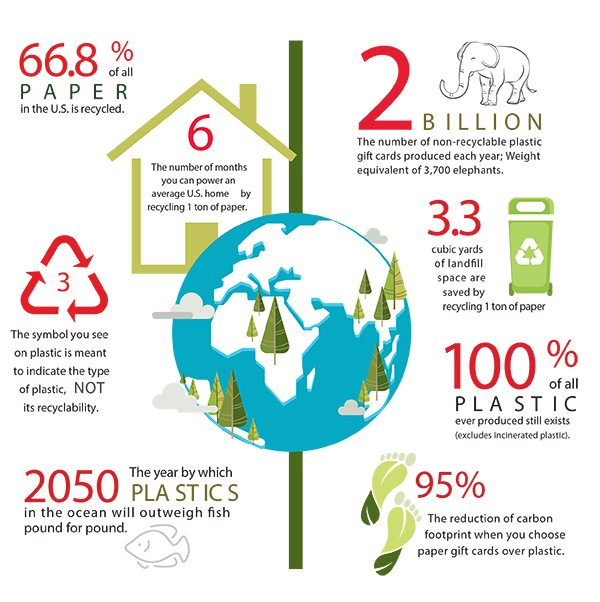 66.8 %
of all
PAPER
in the U.S. is recycled.
6
The number of months
you can power an
average U.S. home by
recycling 1 ton of paper.
2
BILLION
The number of non-recyclable plastic
gift cards produced each year; Weight
equivalent of 3,700 elephants.
3.3
cubic yards
of landfill
space are
saved by
recycling 1 ton of paper
3
The symbol you see
on plastic is meant
to indicate the type
of plastic, NOT
its recyclability.
100 %
of all
PLASTIC
ever produced still exists
(excludes incinerated plastic).
2050 The year by which
PLASTICS
in the ocean will outweigh fish
pound for pound.
95%
The reduction of carbon
footprint when you choose
paper gift cards over plastic.